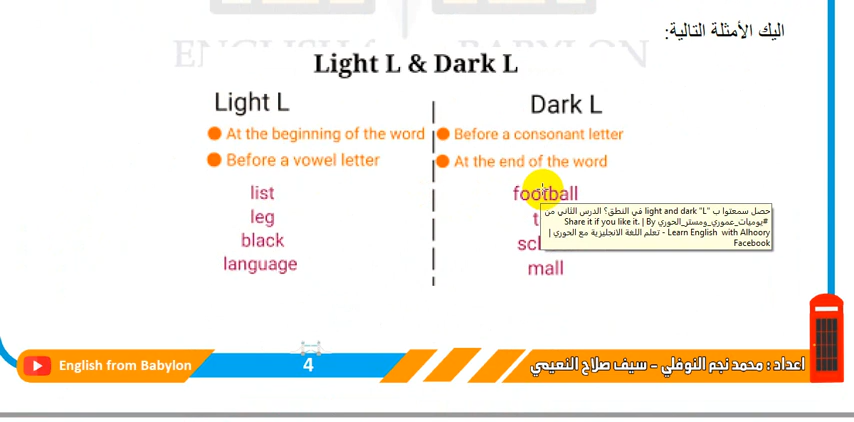 اليك الأمثلة التالية:
ENGLISH f BABYLON
Light L & Dark L
Light L
At the beginning of the word
Before a vowel letter
list
leg
black
language
Dark L
Before a consonant letter
At the end of the word
football
mall
حصل سمعتوا ب "L" light and dark في النطق؟ الدرس الثاني من
#يوميات_عموري_ومستر_الحوري | Share it if you like it. | By
Learn English with Alhoory - تعلم اللغة الانجليزية مع الحوري |
Facebook
English from Babylon
4
اعداد : محمد نجم النوفلي - سيف صلاح النعيمي